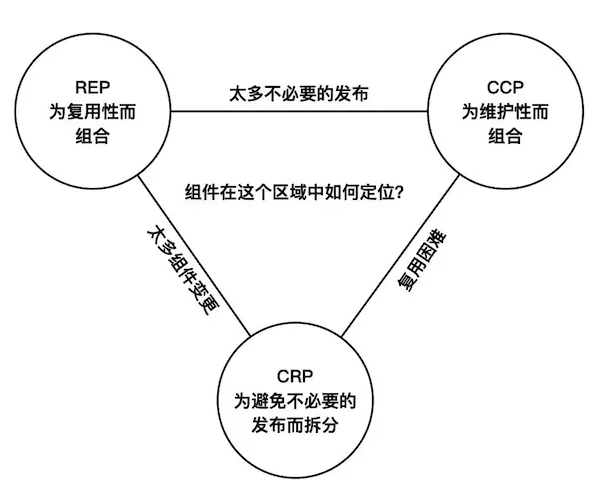 REP
为复用性而
组合
太多不必要的发布
CCP
为维护性而
组合
组件在这个区域中如何定位?
太多组件变更
复用困难
CRP
为避免不必要的
发布而拆分